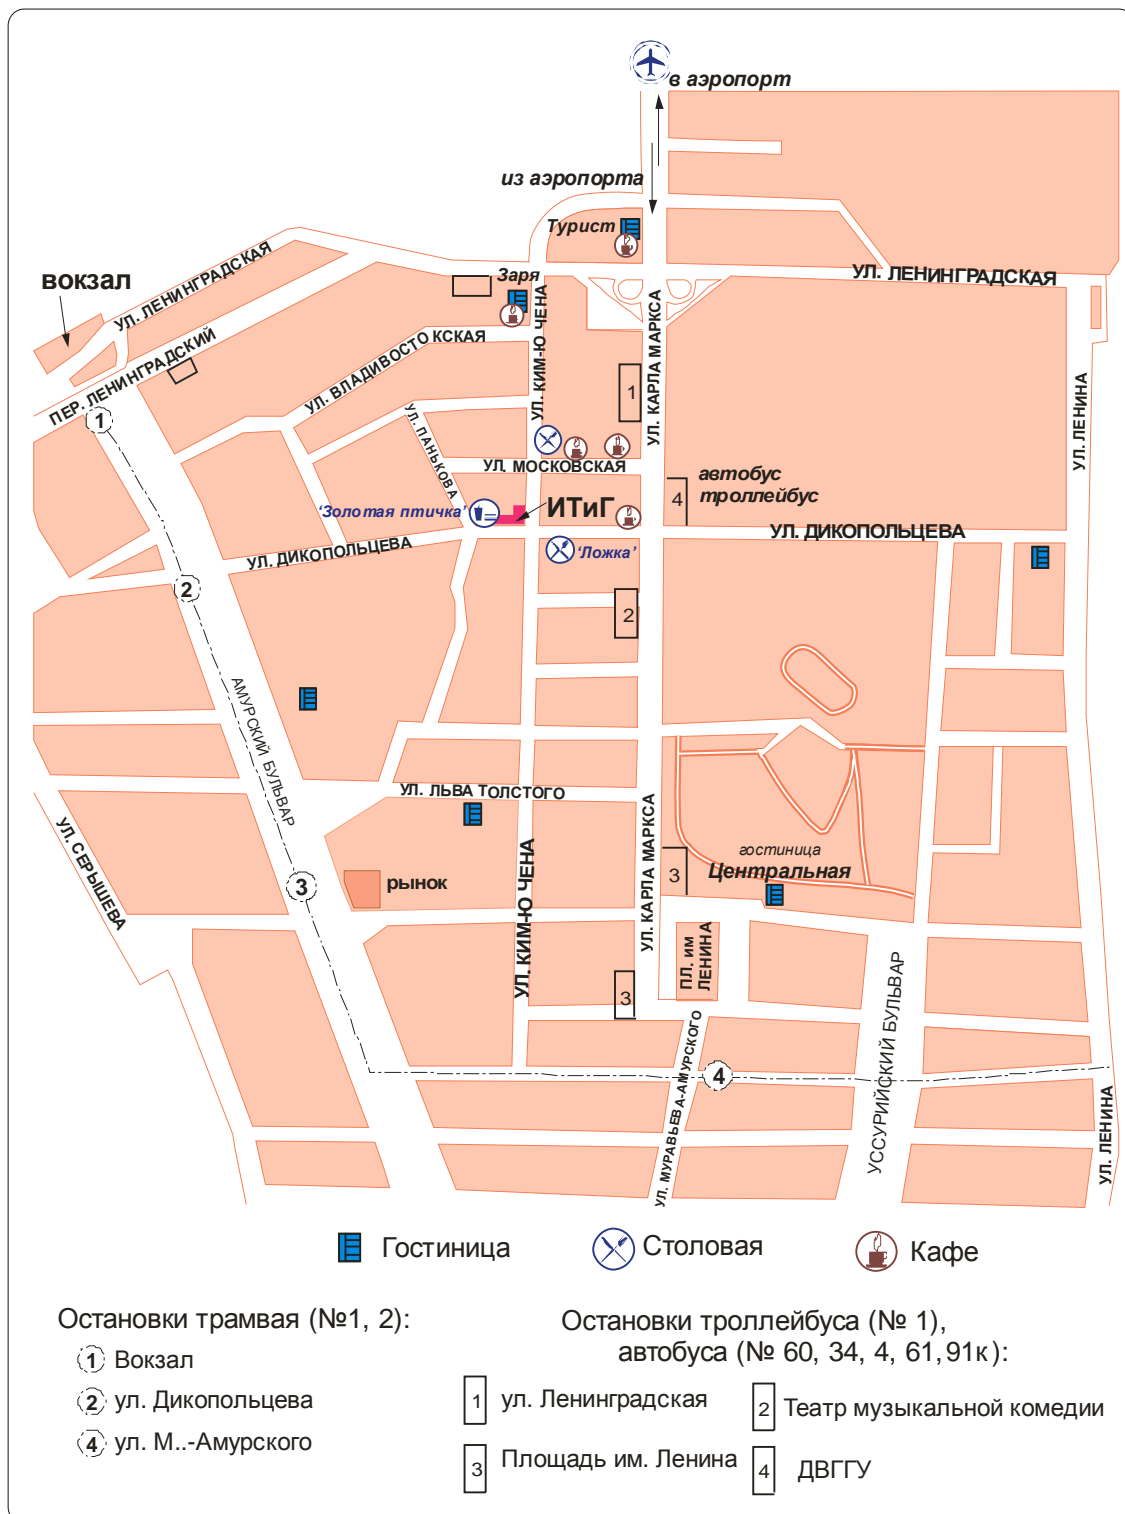 в аэропорт
из аэропорта
Турист
вокзал
УЛ. ЛЕНИНГРАДСКАЯ
Заря
УЛ. ЛЕНИНГРАДСКАЯ
ПЕР. ЛЕНИНГРАДСКИЙ
УЛ. ВЛАДИВОСТО КСКАЯ
УЛ. КИМ-Ю ЧЕНА
УЛ. КАРЛА МАРКСА
УЛ. ЛЕНИНА
1
1
УЛ. ПАНЬКОВА
УЛ. МОСКОВСКАЯ
автобус
троллейбус
4
'Золотая птичка'
ИТиГ
УЛ. ДИКОПОЛЬЦЕВА
УЛ. ДИКОПОЛЬЦЕВА
'Ложка'
2
2
АМУРСКИЙ БУЛЬВАР
УЛ. ЛЬВА ТОЛСТОГО
УЛ. СЕРЫШЕВА
3
рынок
УЛ. КИМ-Ю ЧЕНА
УЛ. КАРЛА МАРКСА
3
гостиница
Центральная
ПЛ. им
ЛЕНИНА
3
УССУРИЙСКИЙ БУЛЬВАР
УЛ. МУРАВЬЕВА-АМУРСКОГО
4
УЛ. ЛЕНИНА
Гостиница
Столовая
Кафе
Остановки трамвая (№1, 2):
1 Вокзал
2 ул. Дикопольцева
4 ул. М..-Амурского
Остановки троллейбуса (№ 1),
автобуса (№ 60, 34, 4, 61,91к):
1 ул. Ленинградская
2 Театр музыкальной комедии
3 Площадь им. Ленина
4 ДВГГУ